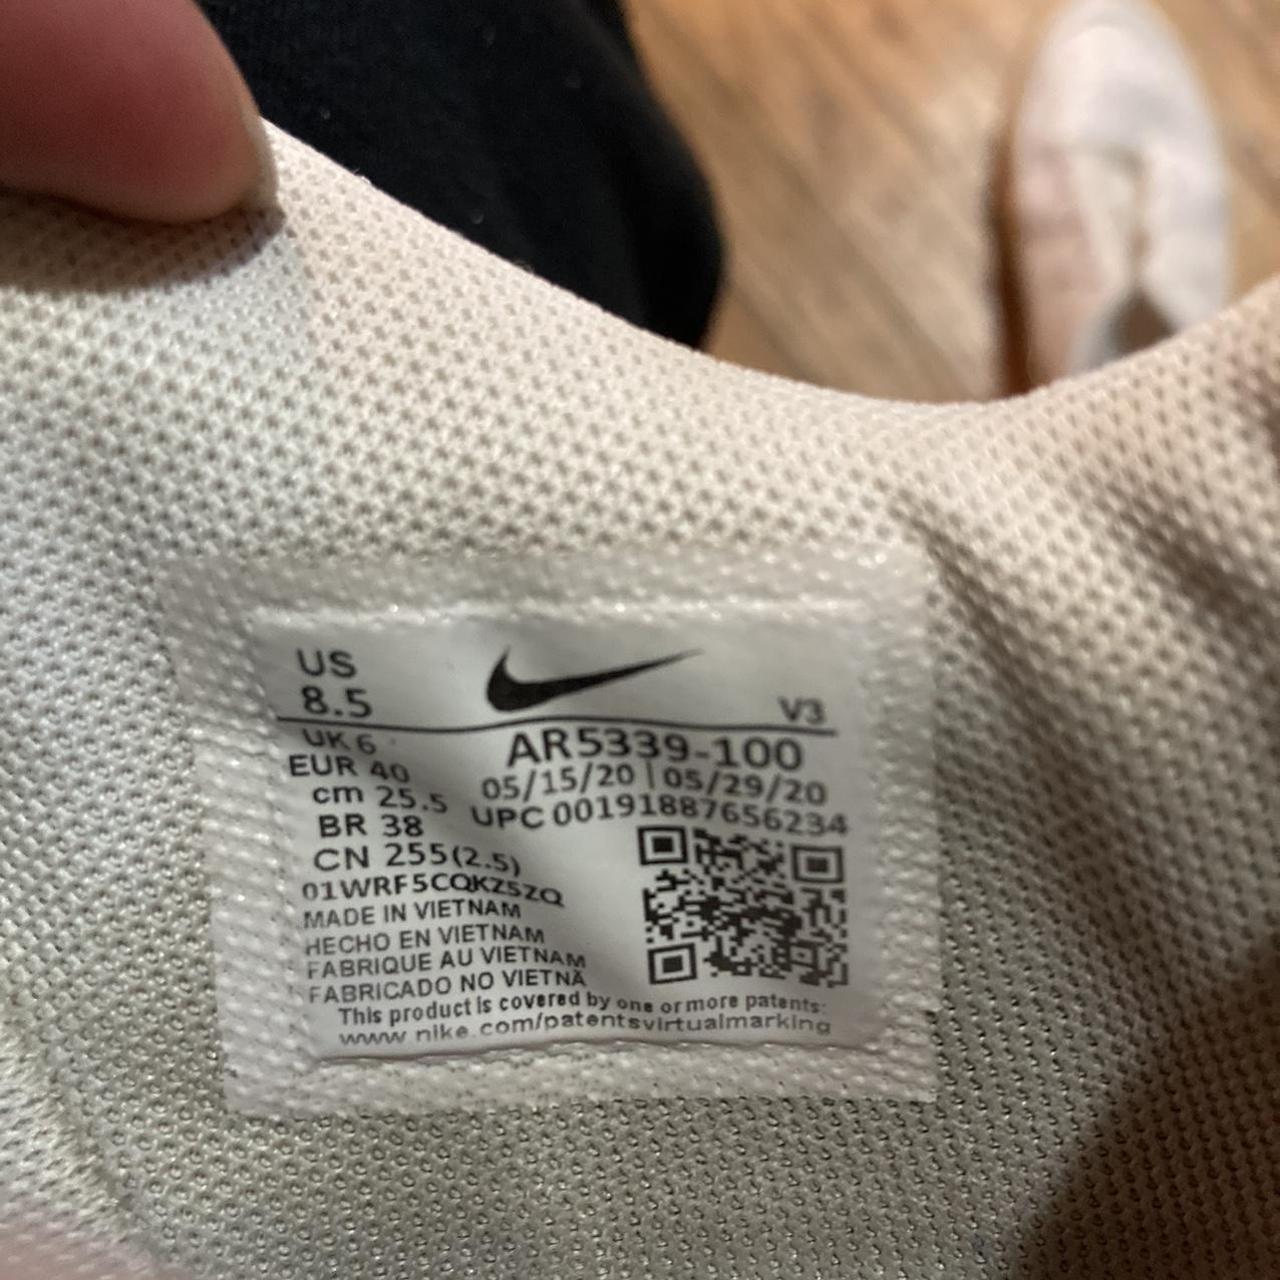 US
8.5
V3
UK 6
AR5339-100
EUR 40
05/15/20 | 05/29/20
cm 25.5
UPC 00191887656234
BR 38
CN 255(2.5)
01WRF5CQKZ5ZQ
MADE IN VIETNAM
HECHO EN VIETNAM
FABRIQUE AU VIETNAM
FABRICADO NO VIETNÃ
This product is covered by one or more patents:
www.nike.com/patentsvirtualmarking